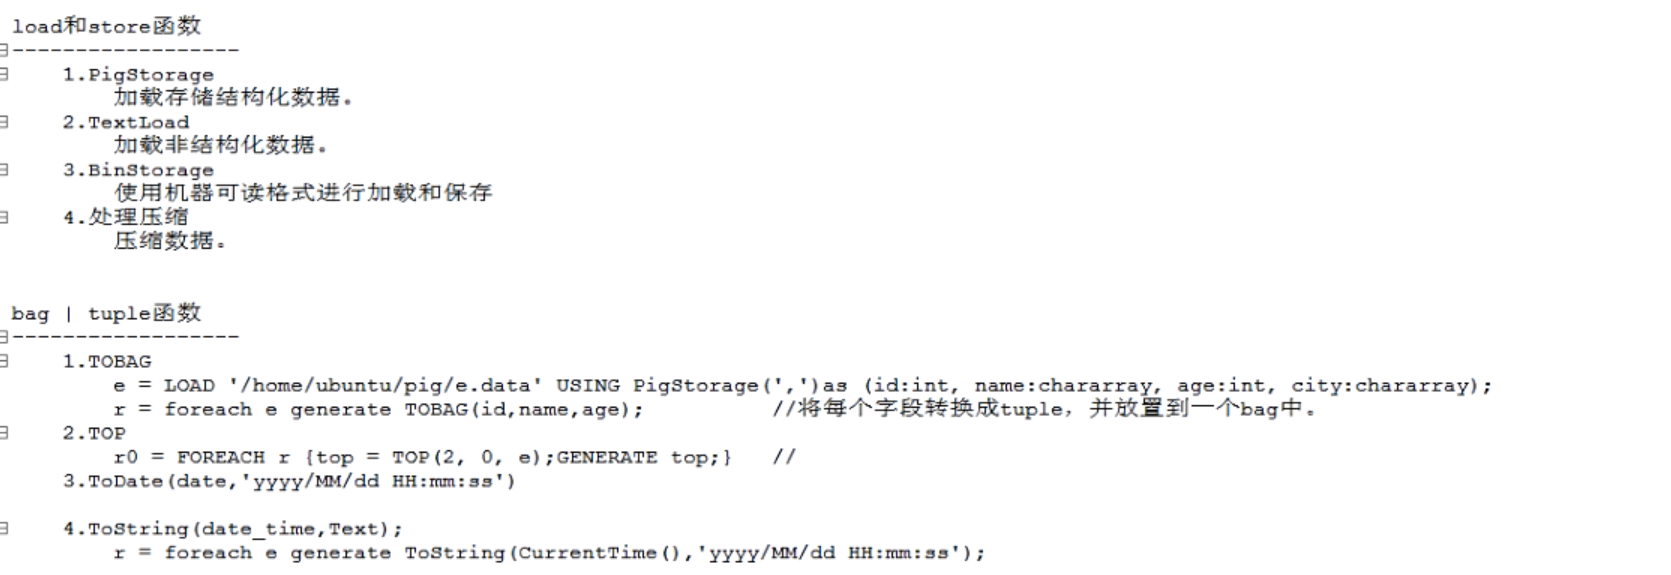 load和store函数
------------------
1.PigStorage
加载存储结构化数据。
2.TextLoad
加载非结构化数据。
3.BinStorage
使用机器可读格式进行加载和保存
4.处理压缩
压缩数据。
bag | tuple函数
------------------
1.TOBAG
e = LOAD '/home/ubuntu/pig/e.data' USING PigStorage(',')as (id:int, name:chararray, age:int, city:chararray);
r = foreach e generate TOBAG(id,name,age); //将每个字段转换成tuple，并放置到一个bag中。
2.TOP
r0 = FOREACH r {top = TOP(2, 0, e);GENERATE top;} //
3.ToDate(date,'yyyy/MM/dd HH:mm:ss')
4.ToString(date_time,Text);
r = foreach e generate ToString(CurrentTime(),'yyyy/MM/dd HH:mm:ss');